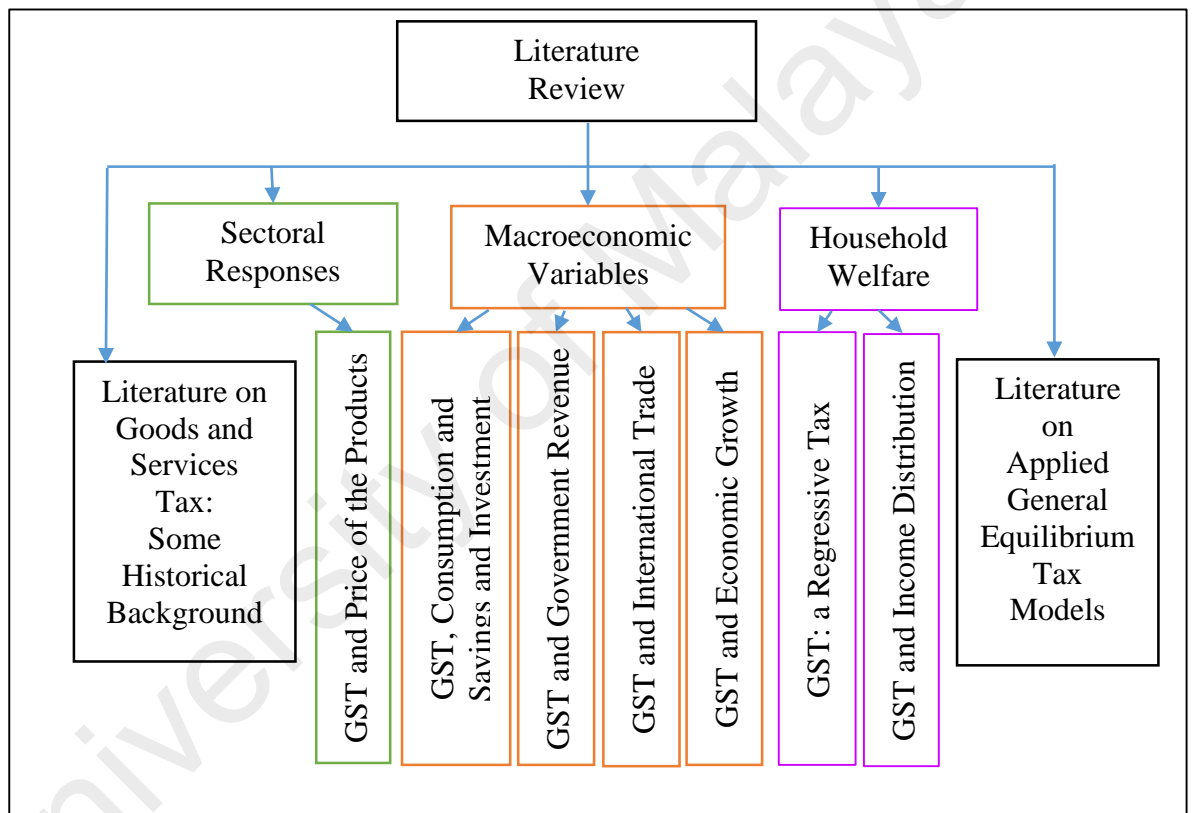 Literature
Review
Sectoral
Responses
Macroeconomic
Variables
Household
Welfare
Literature on
Goods and
Services
Tax:
Some
Historical
Background
GST and Price of the Products
GST, Consumption and
Savings and Investment
GST and Government Revenue
GST and International Trade
GST and Economic Growth
GST: a Regressive Tax
GST and Income Distribution
Literature
on
Applied
General
Equilibrium
Tax
Models
niversity of Malaya